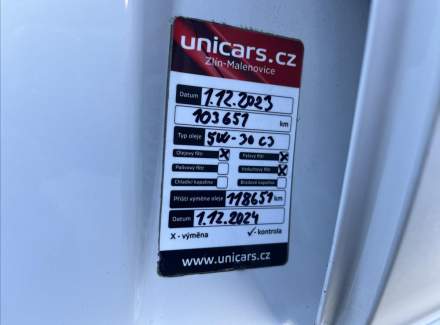 unicars.cz
Zlín-Malenovice
Datum 1.12.2023
103651 km
Typ oleje 5W-30 C3
Olejový filtr X Pylový filtr X
Palivový filtr Vzduchový filtr X
Chladící kapalina Brzdová kapalina
Příští výměna oleje 118651 km
Datum 1.12.2024
X - výměna ✓- kontrola
www.unicars.cz